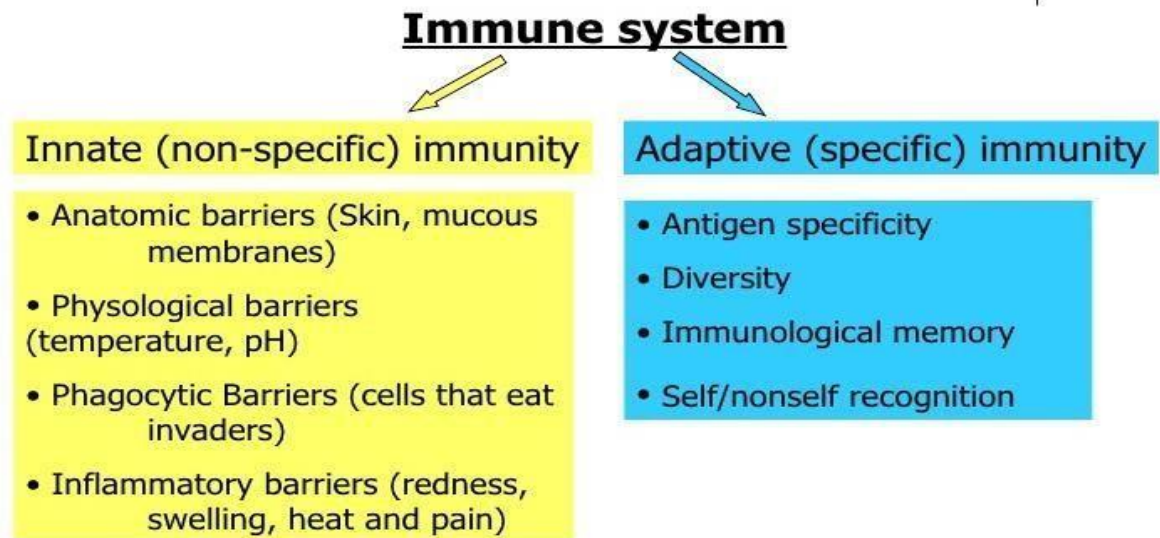 Immune system
Innate (non-specific) immunity
• Anatomic barriers (Skin, mucous
membranes)
• Physological barriers
(temperature, pH)
• Phagocytic Barriers (cells that eat
invaders)
• Inflammatory barriers (redness,
swelling, heat and pain)
Adaptive (specific) immunity
• Antigen specificity
• Diversity
• Immunological memory
• Self/nonself recognition